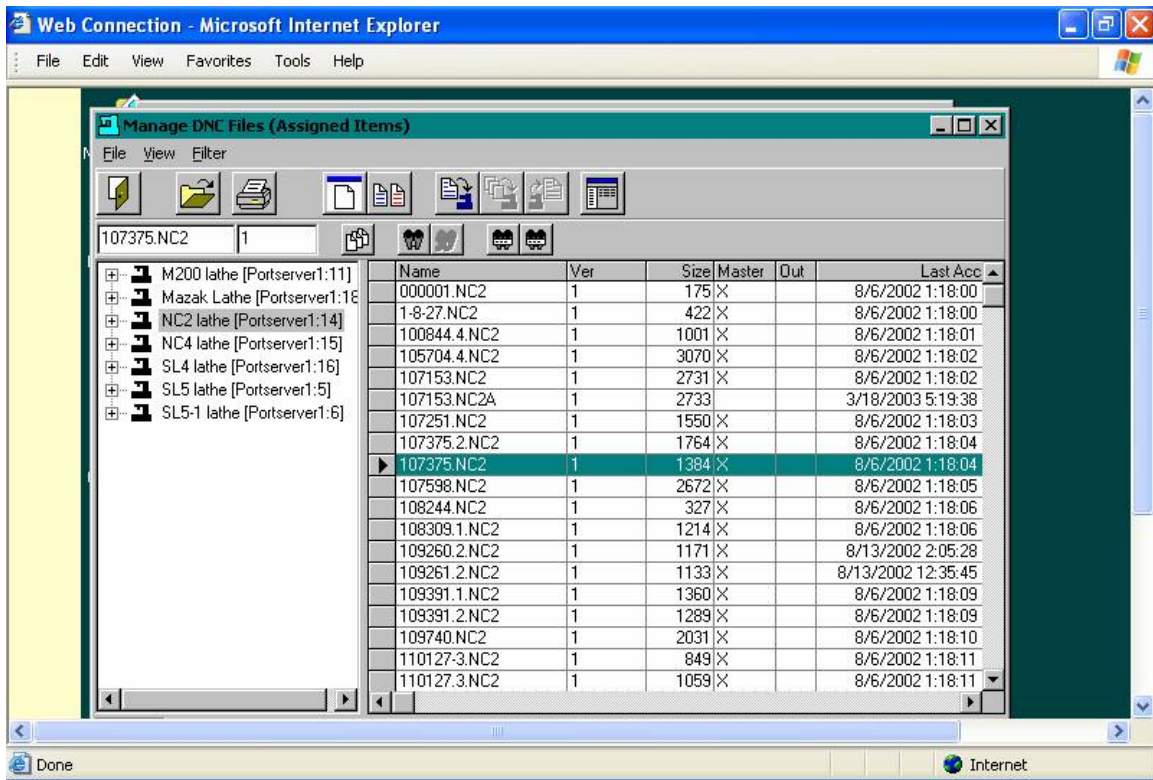 Web Connection - Microsoft Internet Explorer
File Edit View Favorites Tools Help
Manage DNC Files (Assigned Items)
File View Filter
107375.NC2 1
M200 lathe [Portserver1:11]
Mazak Lathe [Portserver1:18
NC2 lathe [Portserver1:14]
NC4 lathe [Portserver1:15]
SL4 lathe [Portserver1:16]
SL5 lathe [Portserver1:5]
SL5-1 lathe [Portserver1:6]
Name Ver Size Master Out Last Acc
000001.NC2 1 175 X 8/6/2002 1:18:00
1-8-27.NC2 1 422 X 8/6/2002 1:18:00
100844.4.NC2 1 1001 X 8/6/2002 1:18:01
105704.4.NC2 1 3070 X 8/6/2002 1:18:02
107153.NC2 1 2731 X 8/6/2002 1:18:02
107153.NC2A 1 2733 3/18/2003 5:19:38
107251.NC2 1 1550 X 8/6/2002 1:18:03
107375.2.NC2 1 1764 X 8/6/2002 1:18:04
107375.NC2 1 1384 X 8/6/2002 1:18:04
107598.NC2 1 2672 X 8/6/2002 1:18:05
108244.NC2 1 327 X 8/6/2002 1:18:06
108309.1.NC2 1 1214 X 8/6/2002 1:18:06
109260.2.NC2 1 1171 X 8/13/2002 2:05:28
109261.2.NC2 1 1133 X 8/13/2002 12:35:45
109391.1.NC2 1 1360 X 8/6/2002 1:18:09
109391.2.NC2 1 1289 X 8/6/2002 1:18:09
109740.NC2 1 2031 X 8/6/2002 1:18:10
110127-3.NC2 1 849 X 8/6/2002 1:18:11
110127.3.NC2 1 1059 X 8/6/2002 1:18:11
Done Internet